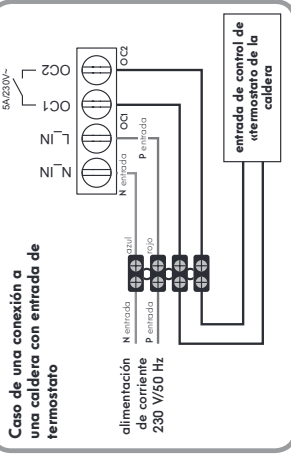 Caso de una conexión a
una caldera con entrada de
termostato
5A/230V~
N_IN
L_IN
OC1
OC2
OC1
OC2
N entrada
P entrada
azul
rojo
N entrada
P entrada
alimentación
de corriente
230 V/50 Hz
entrada de control de
«termostato de la
caldera